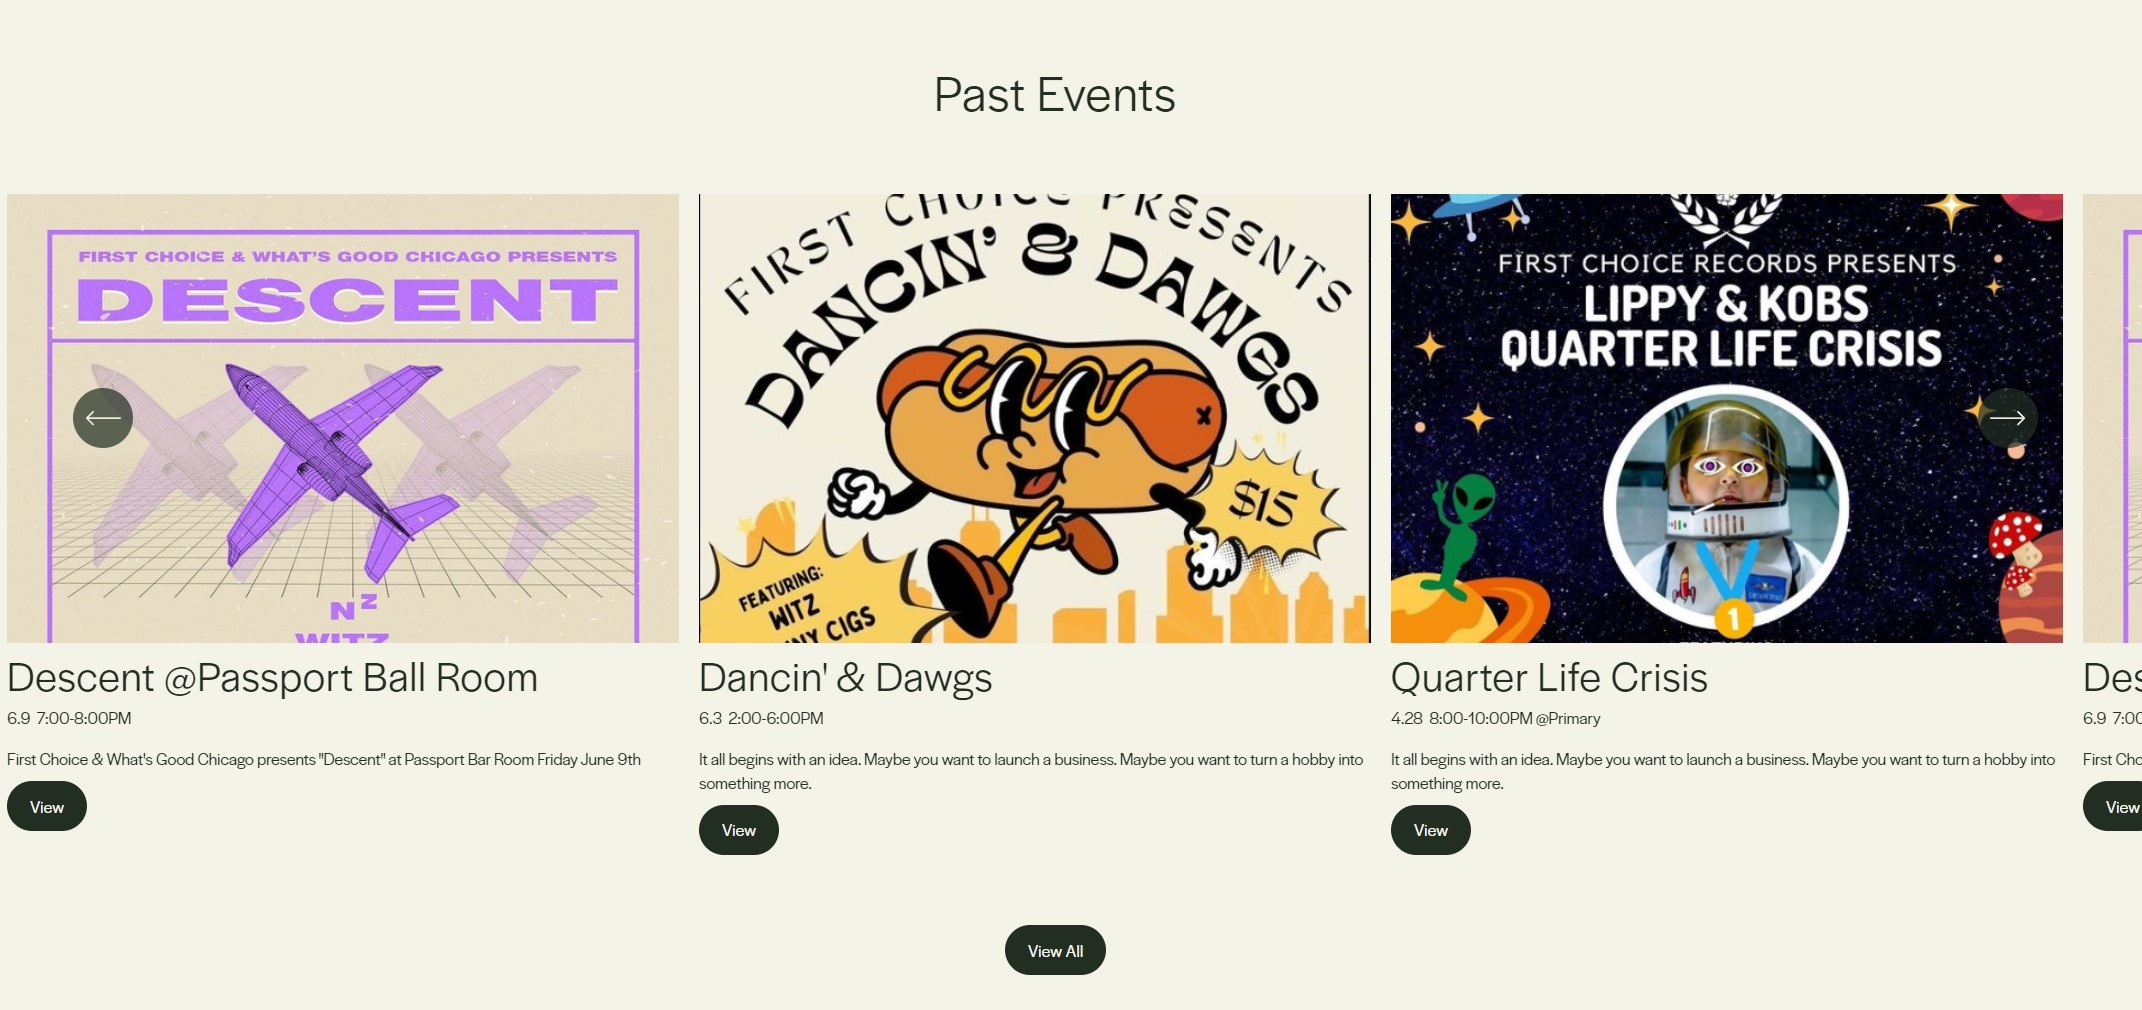 Past Events
FIRST CHOICE & WHAT'S GOOD CHICAGO PRESENTS
DESCENT
N²
WITZ
FIRST CHOICE PRESENTS
DANCIN' & DAWGS
$15
FEATURING:
WITZ
NY CIGS
FIRST CHOICE RECORDS PRESENTS
LIPPY & KOBS
QUARTER LIFE CRISIS
1
Descent @Passport Ball Room
6.9 7:00-8:00PM
First Choice & What's Good Chicago presents "Descent" at Passport Bar Room Friday June 9th
View
Dancin' & Dawgs
6.3 2:00-6:00PM
It all begins with an idea. Maybe you want to launch a business. Maybe you want to turn a hobby into
something more.
View
Quarter Life Crisis
4.28 8:00-10:00PM @Primary
It all begins with an idea. Maybe you want to launch a business. Maybe you want to turn a hobby into
something more.
View
Des
6.9 7:00
First Cho
View
View All